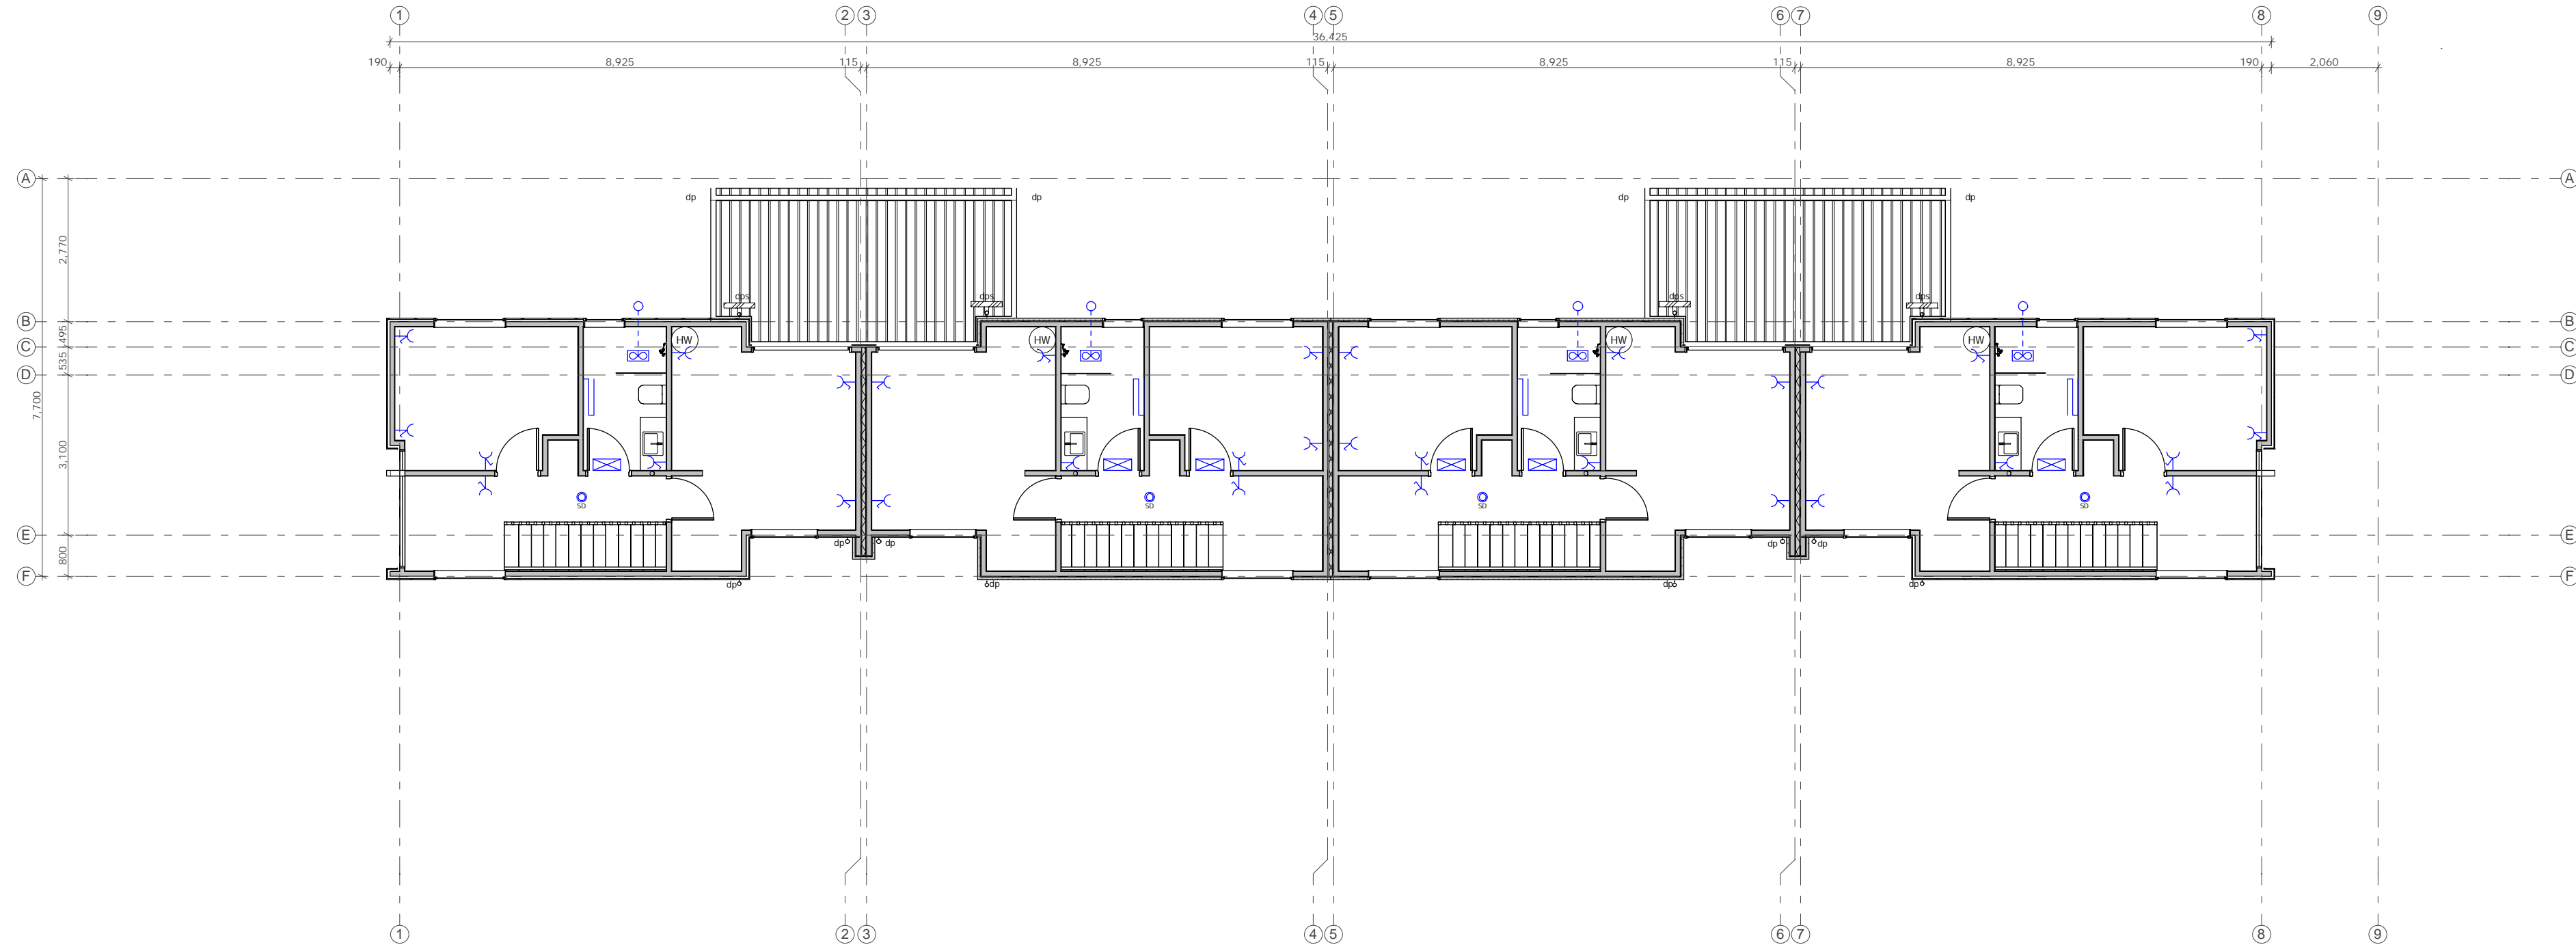 1 2 3 4 5 6 7 8 9
36,425
190 8,925 115 8,925 115 8,925 115 8,925 190 2,060
A A
dp dp dp dp
2,770
dps dps dps dps
B B
495
HW HW HW HW
C C
535
D D
7,700
3,100
SD SD SD SD
E E
dp dp dp dp
800
F F
dp dp dp dp
1 2 3 4 5 6 7 8 9